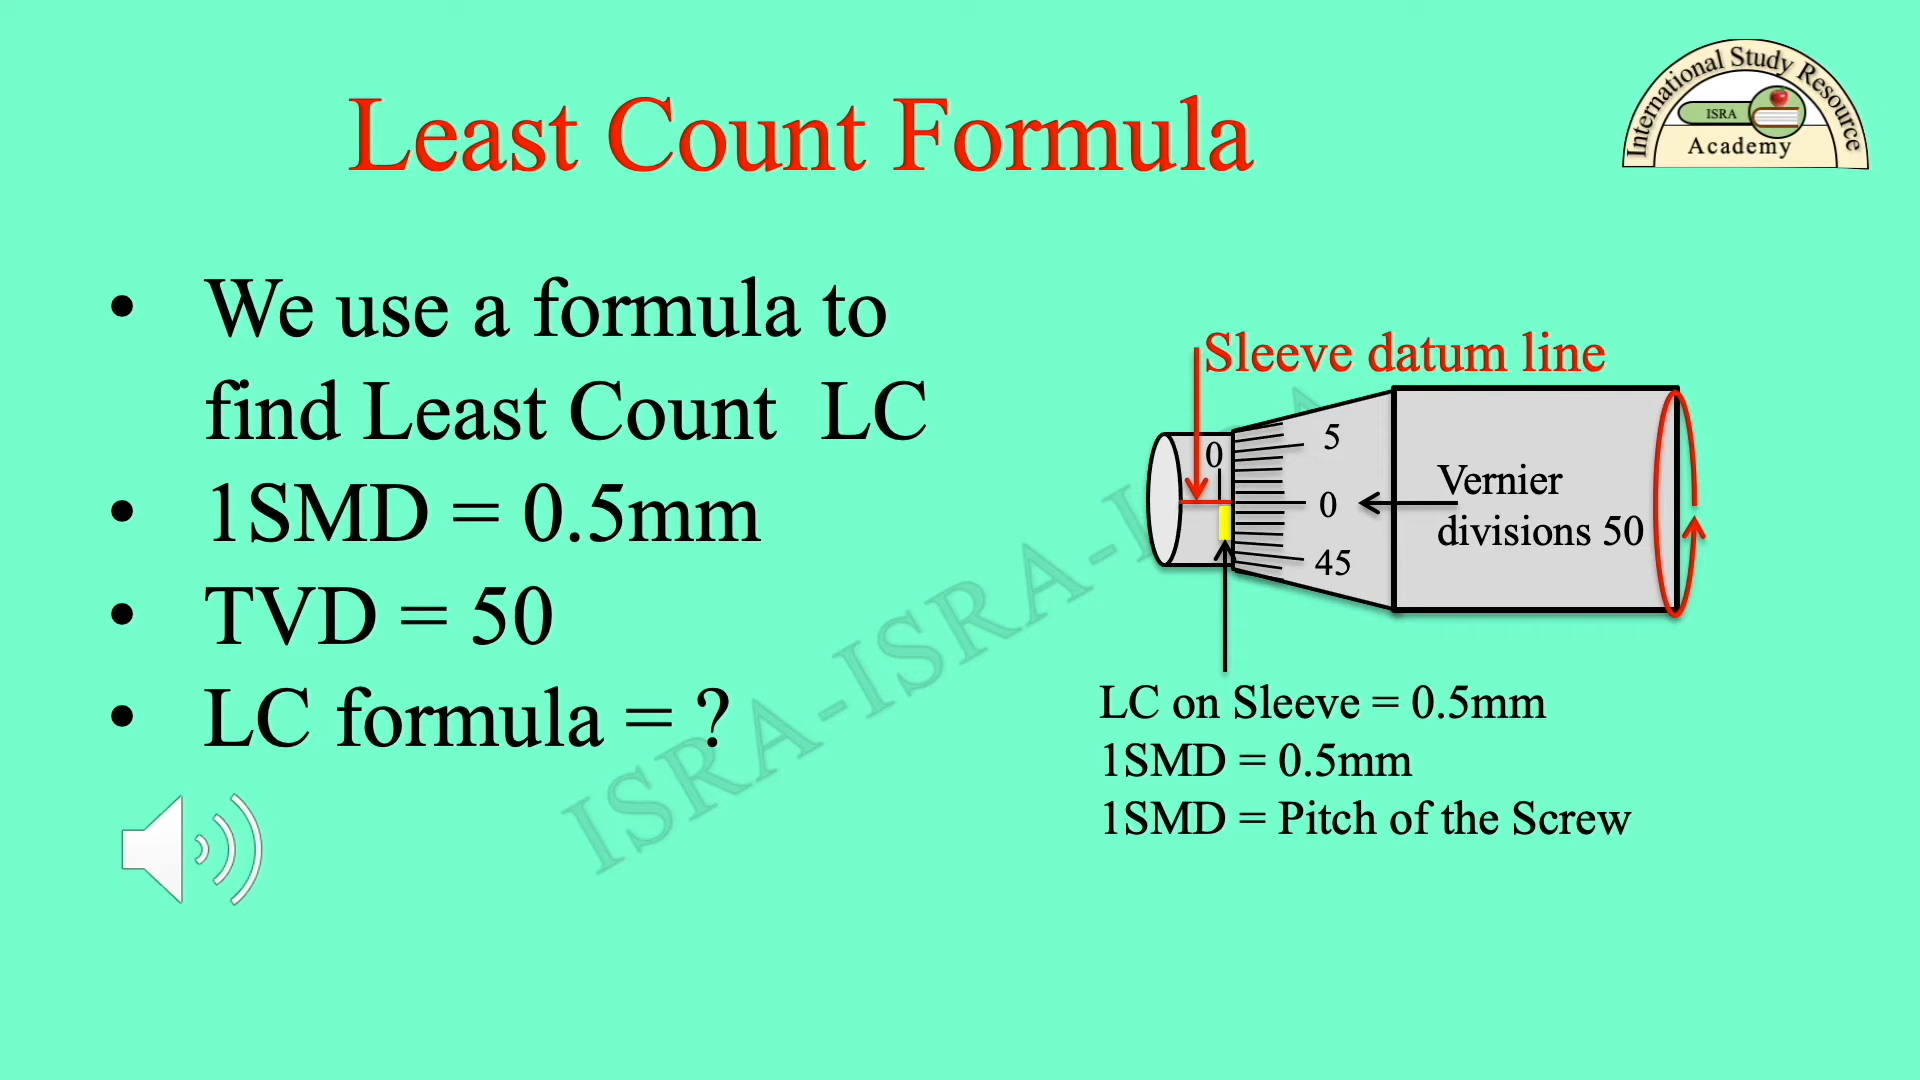 Least Count Formula
International Study Resource
ISRA
Academy
• We use a formula to
find Least Count LC
• 1SMD = 0.5mm
• TVD = 50
• LC formula = ?
Sleeve datum line
0
5
0
45
Vernier
divisions 50
LC on Sleeve = 0.5mm
1SMD = 0.5mm
1SMD = Pitch of the Screw
ISRA-ISRA-I